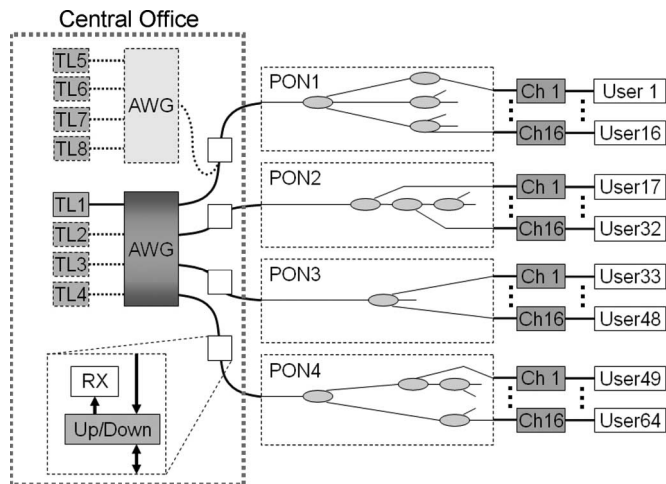 Central Office
TL5
TL6
TL7
TL8
AWG
TL1
TL2
TL3
TL4
AWG
RX
Up/Down
PON1
Ch 1
User 1
Ch16
User16
PON2
Ch 1
User17
Ch16
User32
PON3
Ch 1
User33
Ch16
User48
PON4
Ch 1
User49
Ch16
User64